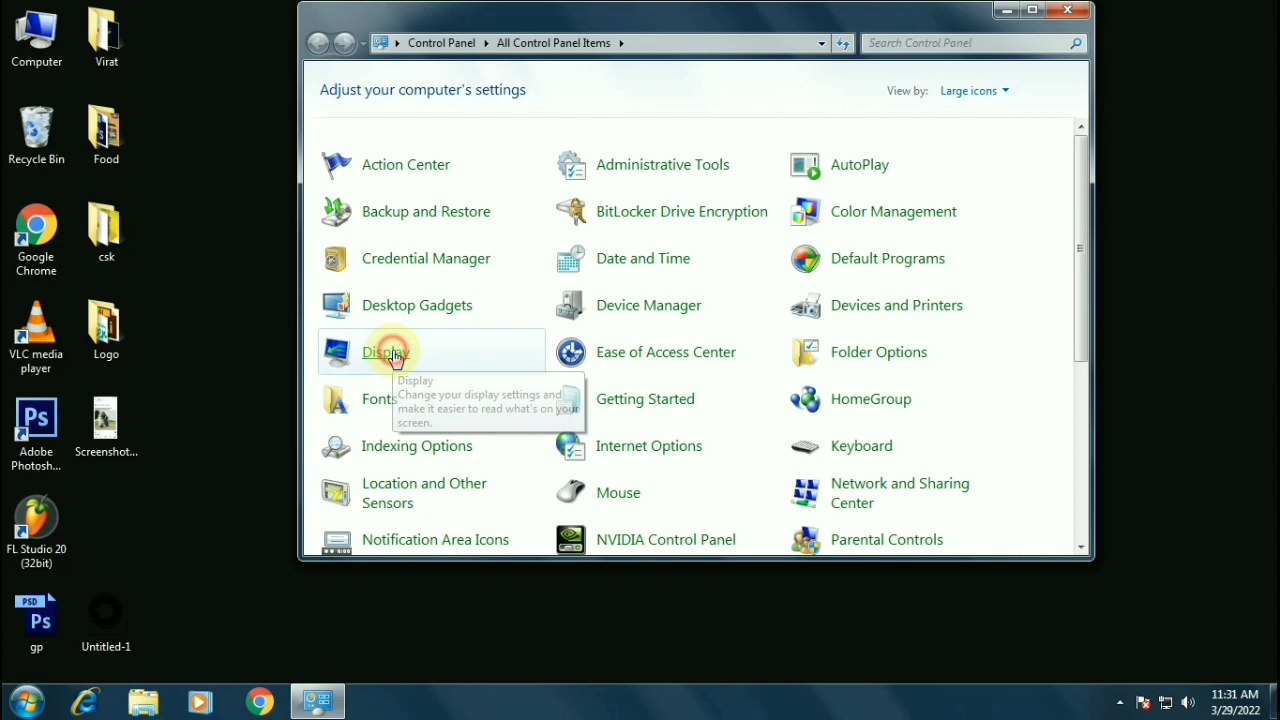 Computer
Virat
Recycle Bin
Food
Google
Chrome
csk
VLC media
player
Logo
Ps
Adobe
Photosh...
Screenshot...
FL Studio 20
(32bit)
PSD
Ps
gp
Untitled-1
Control Panel
All Control Panel Items
Search Control Panel
Adjust your computer's settings
View by:
Large icons
Action Center
Administrative Tools
AutoPlay
Backup and Restore
BitLocker Drive Encryption
Color Management
Credential Manager
Date and Time
Default Programs
Desktop Gadgets
Device Manager
Devices and Printers
Display
Ease of Access Center
Folder Options
Display
Change your display settings and
make it easier to read what's on your
screen.
Fonts
Getting Started
HomeGroup
Indexing Options
Internet Options
Keyboard
Location and Other
Sensors
Mouse
Network and Sharing
Center
Notification Area Icons
NVIDIA Control Panel
Parental Controls
11:31 AM
3/29/2022